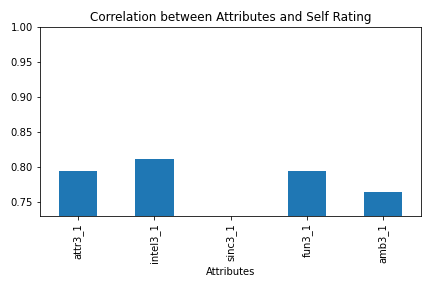 Correlation between Attributes and Self Rating
1.00
0.95
0.90
0.85
0.80
0.75
attr3_1
intel3_1
sinc3_1
fun3_1
amb3_1
Attributes